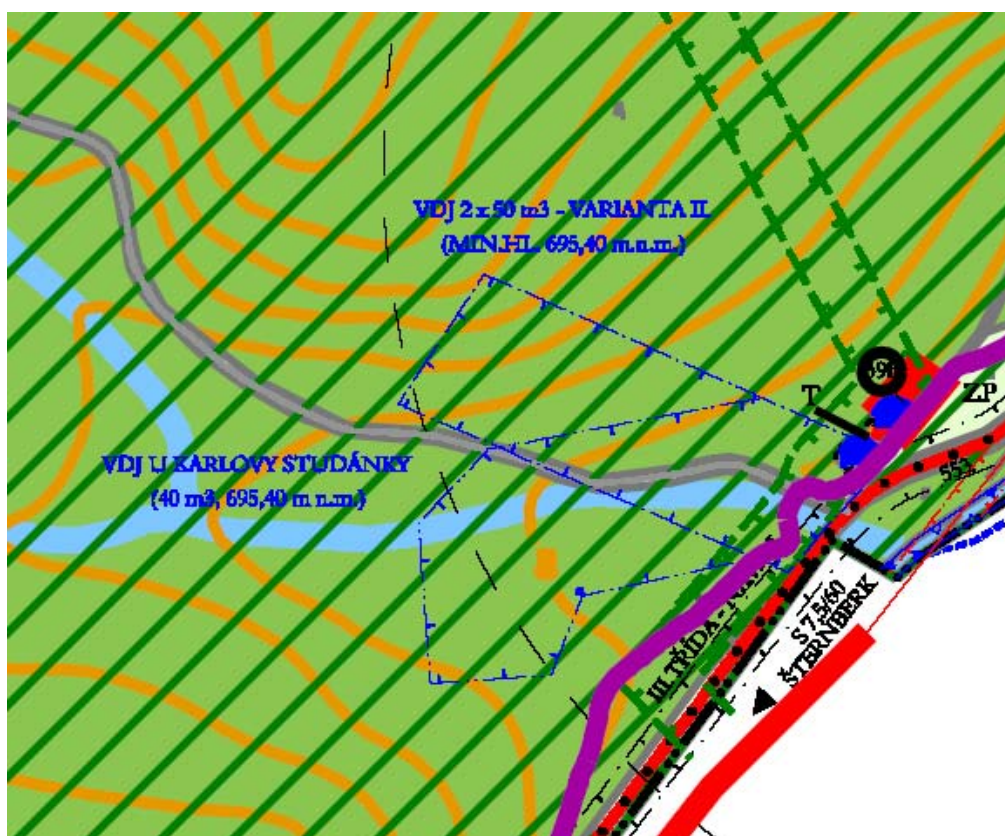 VDJ 2 x 50 m3 - VARIANTA II.
(MIN.HL. 695,40 m.n.m.)
T
ZP
553
VDJ U KARLOVY STUDÁNKY
(40 m3, 695,40 m n.m.)
III.TŘÍDA -
S 7,5/60
ŠTERNBERK